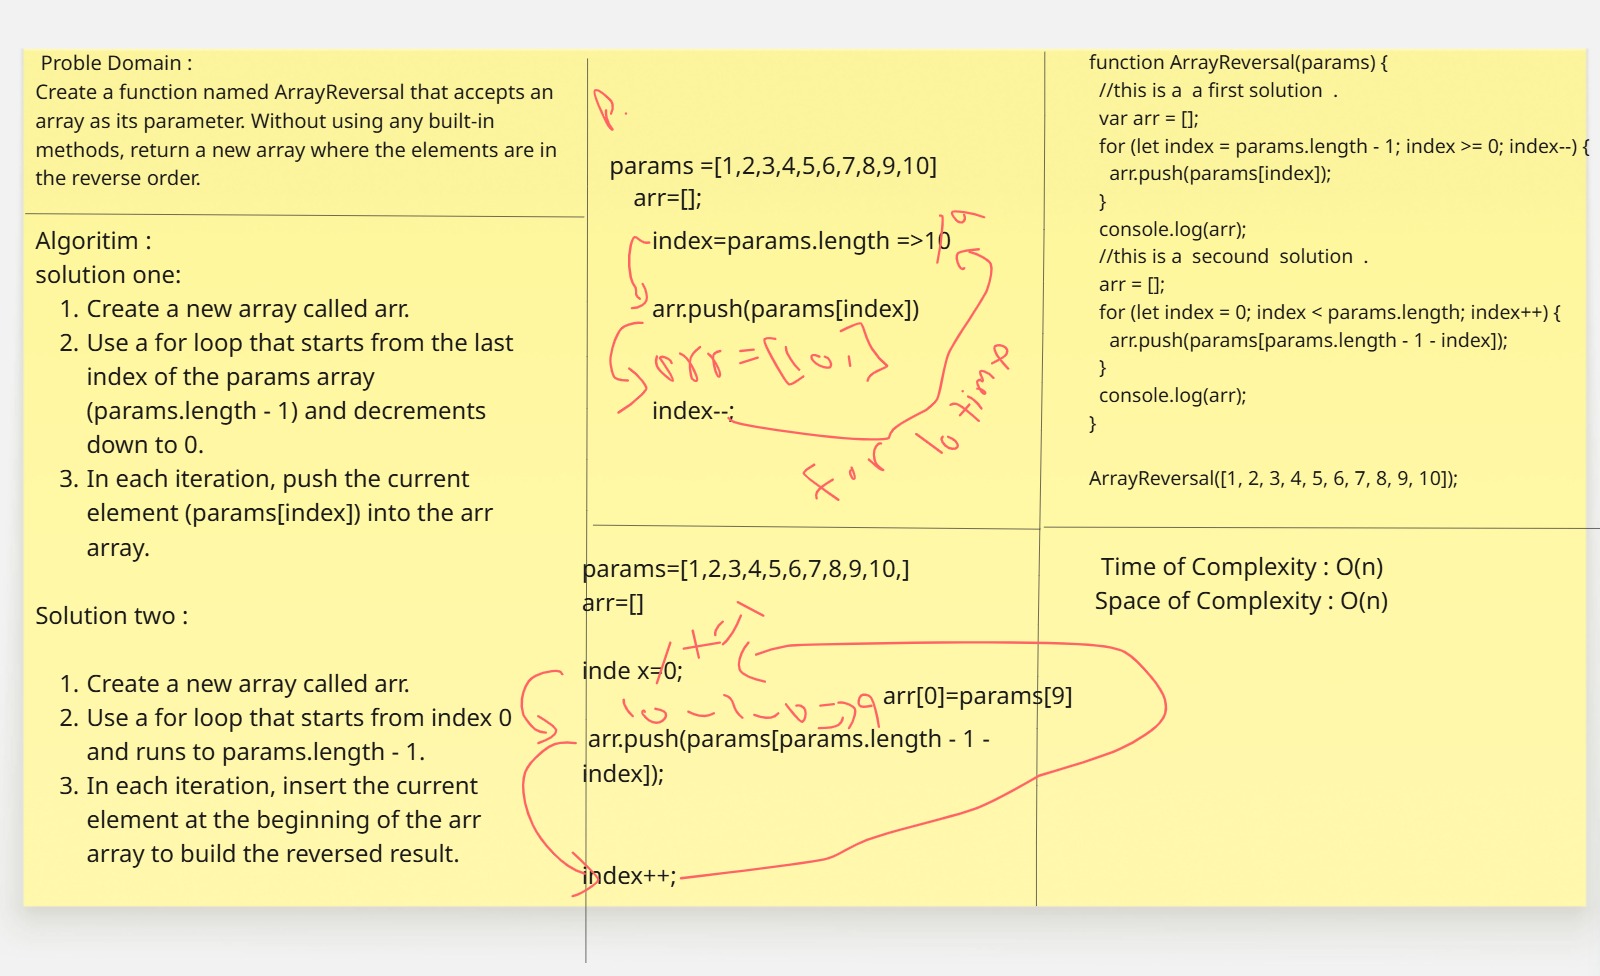 Proble Domain :
Create a function named ArrayReversal that accepts an
array as its parameter. Without using any built-in
methods, return a new array where the elements are in
the reverse order.
Algoritim :
solution one:
1. Create a new array called arr.
2. Use a for loop that starts from the last
index of the params array
(params.length - 1) and decrements
down to 0.
3. In each iteration, push the current
element (params[index]) into the arr
array.
Solution two :
1. Create a new array called arr.
2. Use a for loop that starts from index 0
and runs to params.length - 1.
3. In each iteration, insert the current
element at the beginning of the arr
array to build the reversed result.
P.
params =[1,2,3,4,5,6,7,8,9,10]
arr=[];
index=params.length =>10
9
arr.push(params[index])
arr=[10,]
index--;
For 10 time
params=[1,2,3,4,5,6,7,8,9,10,]
arr=[]
inde x=0;
10-1-0=>9
arr[0]=params[9]
arr.push(params[params.length - 1 -
index]);
index++;
function ArrayReversal(params) {
//this is a  a first solution  .
var arr = [];
for (let index = params.length - 1; index >= 0; index--) {
arr.push(params[index]);
}
console.log(arr);
//this is a  secound  solution  .
arr = [];
for (let index = 0; index < params.length; index++) {
arr.push(params[params.length - 1 - index]);
}
console.log(arr);
}
ArrayReversal([1, 2, 3, 4, 5, 6, 7, 8, 9, 10]);
Time of Complexity : O(n)
Space of Complexity : O(n)